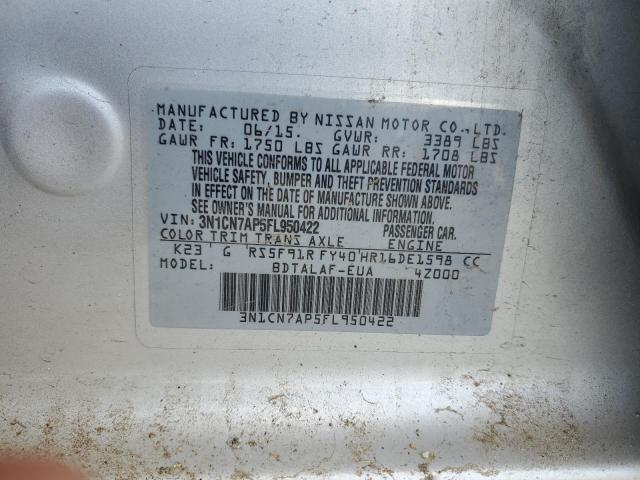 MANUFACTURED BY NISSAN MOTOR CO., LTD.
DATE: 06/15. GVWR: 3389 LBS
GAWR FR: 1750 LBS GAWR RR: 1708 LBS
THIS VEHICLE CONFORMS TO ALL APPLICABLE FEDERAL MOTOR
VEHICLE SAFETY, BUMPER AND THEFT PREVENTION STANDARDS
IN EFFECT ON THE DATE OF MANUFACTURE SHOWN ABOVE.
SEE OWNER'S MANUAL FOR ADDITIONAL INFORMATION.
VIN: 3N1CN7AP5FL950422 PASSENGER CAR.
COLOR TRIM TRANS AXLE ENGINE
K23 G RS5F91R FY40 HR16DE1598 CC
MODEL: BDTALAF-EUA 4Z000
3N1CN7AP5FL950422